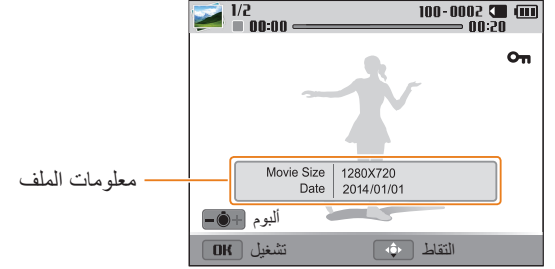 1/2
100-0002
00:00
00:20
معلومات الملف
Movie Size 1280X720
Date 2014/01/01
ألبوم
OK تشغيل
التقاط